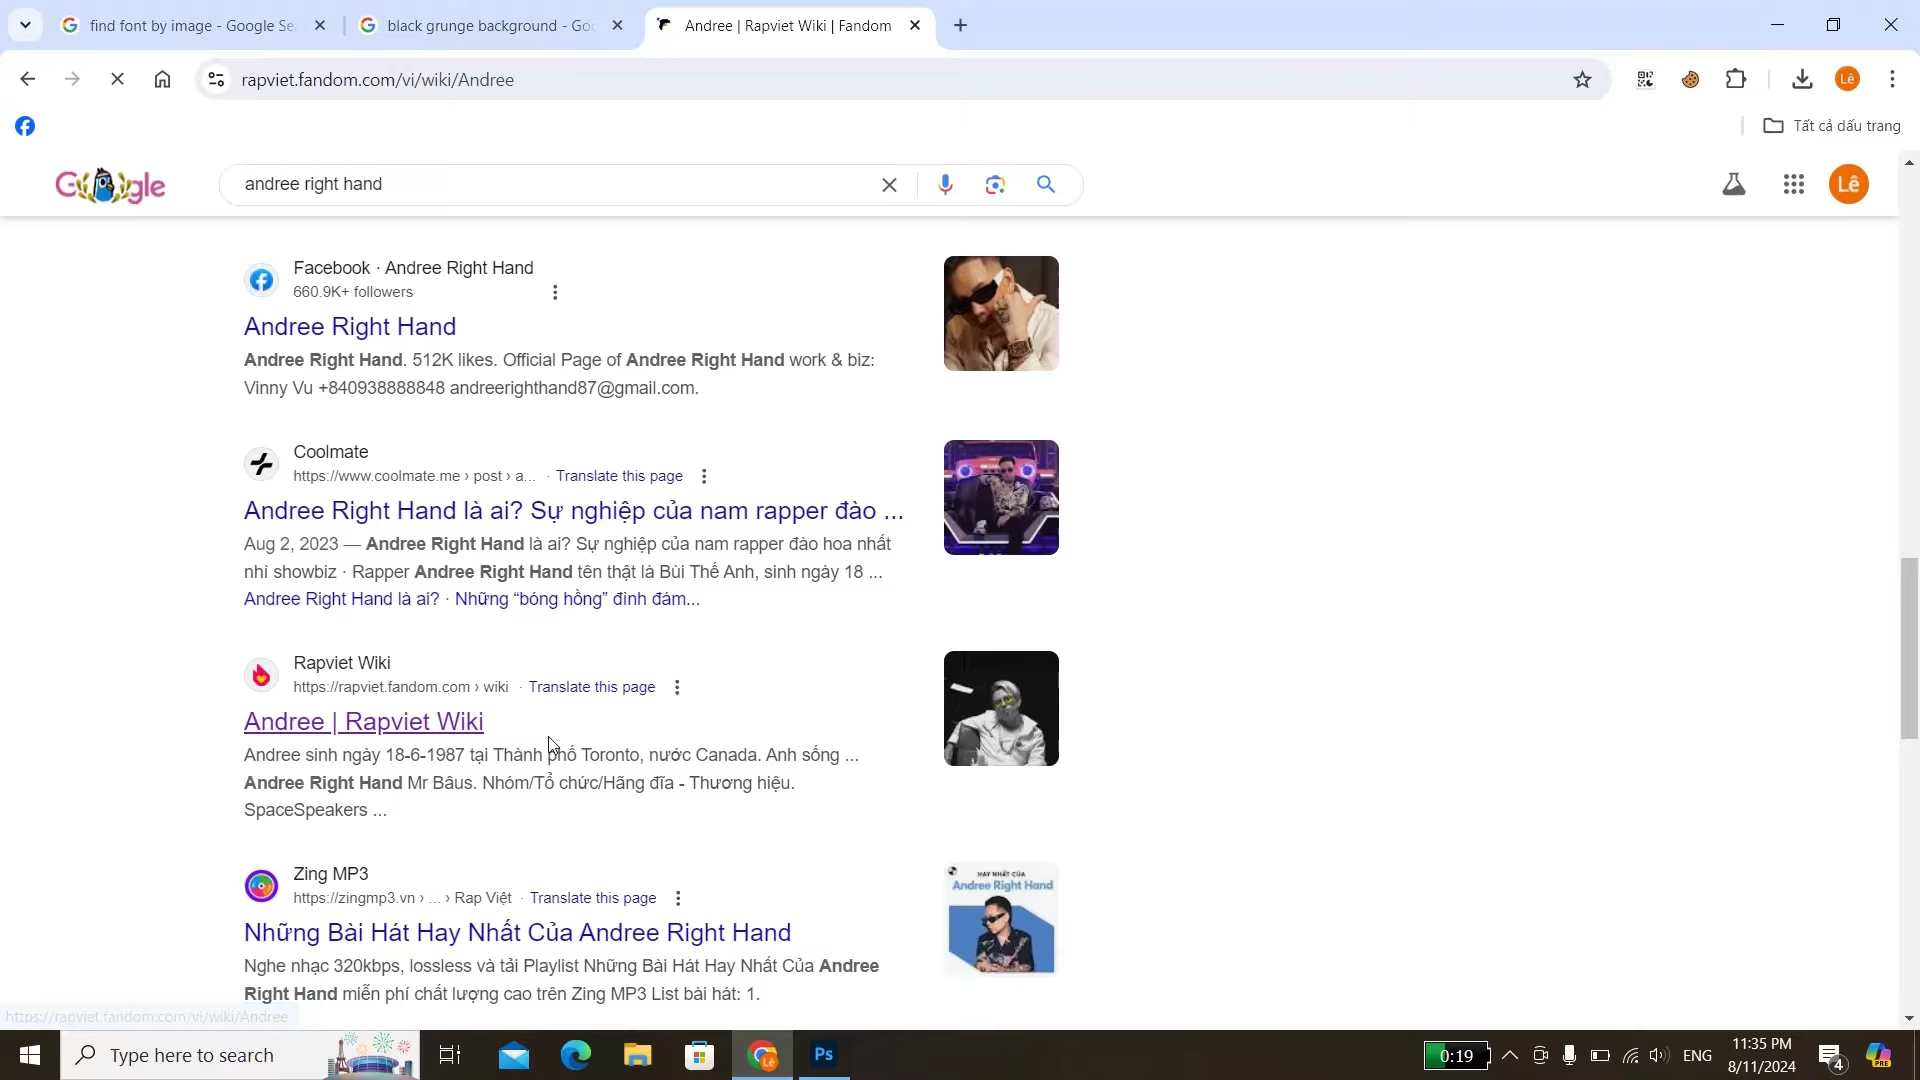 find font by image - Google Se
black grunge background - Goo
Andree | Rapviet Wiki | Fandom
rapviet.fandom.com/vi/wiki/Andree
Lê
Tất cả dấu trang
Google
andree right hand
Lê
Facebook · Andree Right Hand
660.9K+ followers
Andree Right Hand
Andree Right Hand. 512K likes. Official Page of Andree Right Hand work & biz:
Vinny Vu +840938888848 andreerighthand87@gmail.com.
Coolmate
https://www.coolmate.me › post › a... · Translate this page
Andree Right Hand là ai? Sự nghiệp của nam rapper đào ...
Aug 2, 2023 — Andree Right Hand là ai? Sự nghiệp của nam rapper đào hoa nhất
nhì showbiz · Rapper Andree Right Hand tên thật là Bùi Thế Anh, sinh ngày 18 ...
Andree Right Hand là ai? · Những “bóng hồng” đình đám...
Rapviet Wiki
https://rapviet.fandom.com › wiki · Translate this page
Andree | Rapviet Wiki
Andree sinh ngày 18-6-1987 tại Thành phố Toronto, nước Canada. Anh sống ...
Andree Right Hand Mr Bâus. Nhóm/Tổ chức/Hãng đĩa - Thương hiệu.
SpaceSpeakers ...
Zing MP3
https://zingmp3.vn › ... › Rap Việt · Translate this page
Những Bài Hát Hay Nhất Của Andree Right Hand
HAY NHẤT CỦA
Andree Right Hand
Nghe nhạc 320kbps, lossless và tải Playlist Những Bài Hát Hay Nhất Của Andree
Right Hand miễn phí chất lượng cao trên Zing MP3 List bài hát: 1.
https://rapviet.fandom.com/vi/wiki/Andree
Type here to search
Lê
Ps
0:19
ENG
11:35 PM
8/11/2024
4
PRE